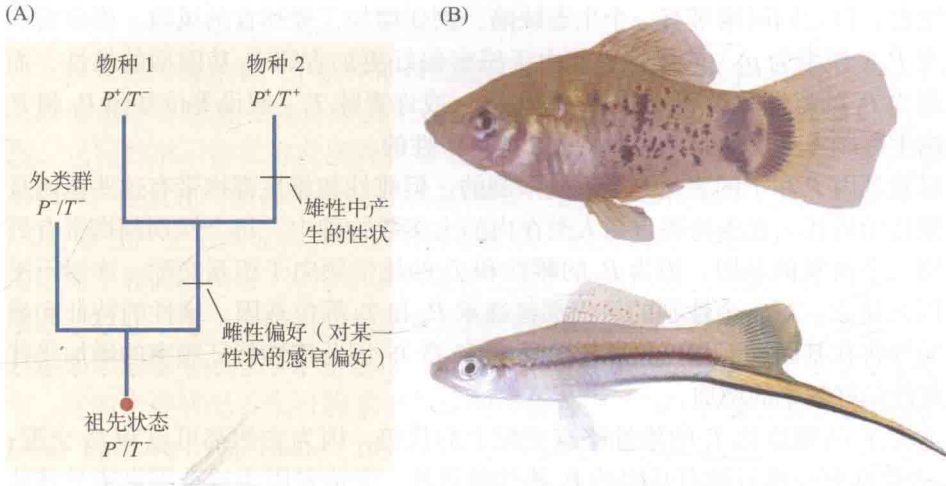 (A)
物种 1
P⁺/T⁻
物种 2
P⁺/T⁺
外类群
P⁻/T⁻
雄性中产
生的性状
雌性偏好（对某
性状的感官偏好）
祖先状态
P⁻/T⁻
(B)